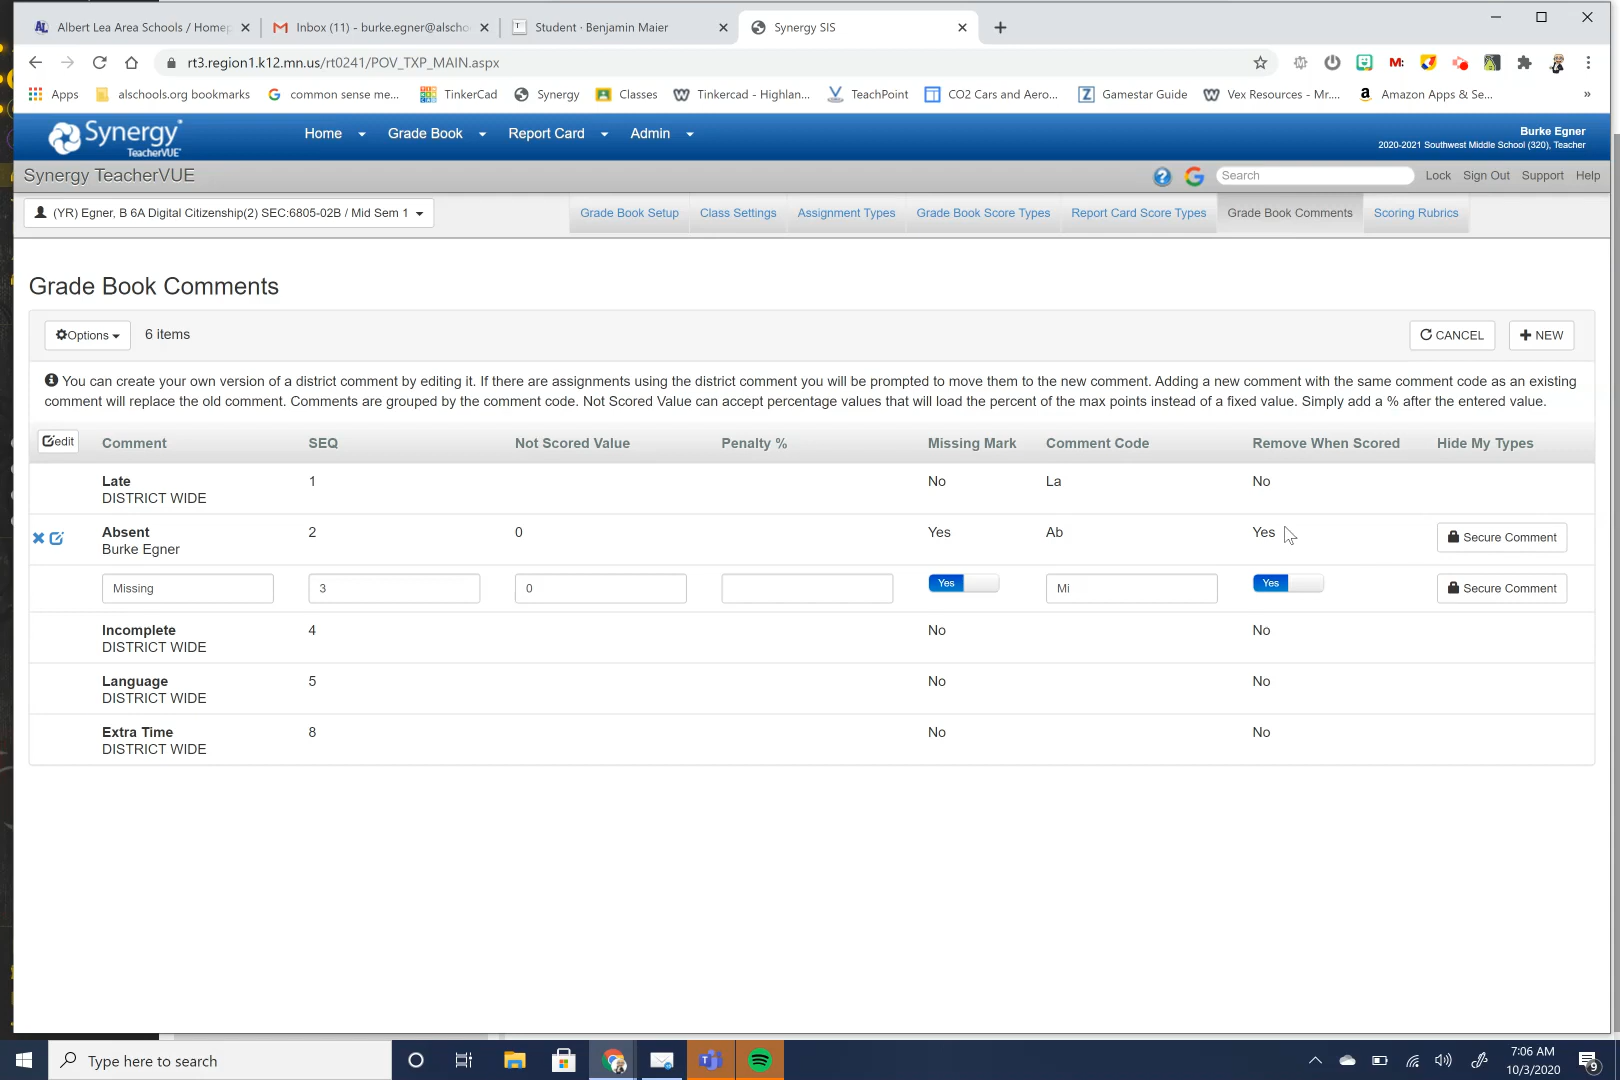 Albert Lea Area Schools / Homep
Inbox (11) - burke.egner@alscho
Student · Benjamin Maier
Synergy SIS
rt3.region1.k12.mn.us/rt0241/POV_TXP_MAIN.aspx
Apps
alschools.org bookmarks
common sense me...
TinkerCad
Synergy
Classes
Tinkercad - Highlan...
TeachPoint
CO2 Cars and Aero...
Gamestar Guide
Vex Resources - Mr....
Amazon Apps & Se...
»
Synergy
TeacherVUE
Home
Grade Book
Report Card
Admin
Burke Egner
2020-2021 Southwest Middle School (320), Teacher
Synergy TeacherVUE
Search
Lock
Sign Out
Support
Help
(YR) Egner, B 6A Digital Citizenship(2) SEC:6805-02B / Mid Sem 1
Grade Book Setup
Class Settings
Assignment Types
Grade Book Score Types
Report Card Score Types
Grade Book Comments
Scoring Rubrics
Grade Book Comments
Options
6 items
CANCEL
NEW
You can create your own version of a district comment by editing it. If there are assignments using the district comment you will be prompted to move them to the new comment. Adding a new comment with the same comment code as an existing
comment will replace the old comment. Comments are grouped by the comment code. Not Scored Value can accept percentage values that will load the percent of the max points instead of a fixed value. Simply add a % after the entered value.
edit Comment SEQ Not Scored Value Penalty % Missing Mark Comment Code Remove When Scored Hide My Types
Late 1 No La No
DISTRICT WIDE
Absent 2 0 Yes Ab Yes Secure Comment
Burke Egner
Missing 3 0 Yes Mi Yes Secure Comment
Incomplete 4 No No
DISTRICT WIDE
Language 5 No No
DISTRICT WIDE
Extra Time 8 No No
DISTRICT WIDE
Type here to search
7:06 AM
10/3/2020
9